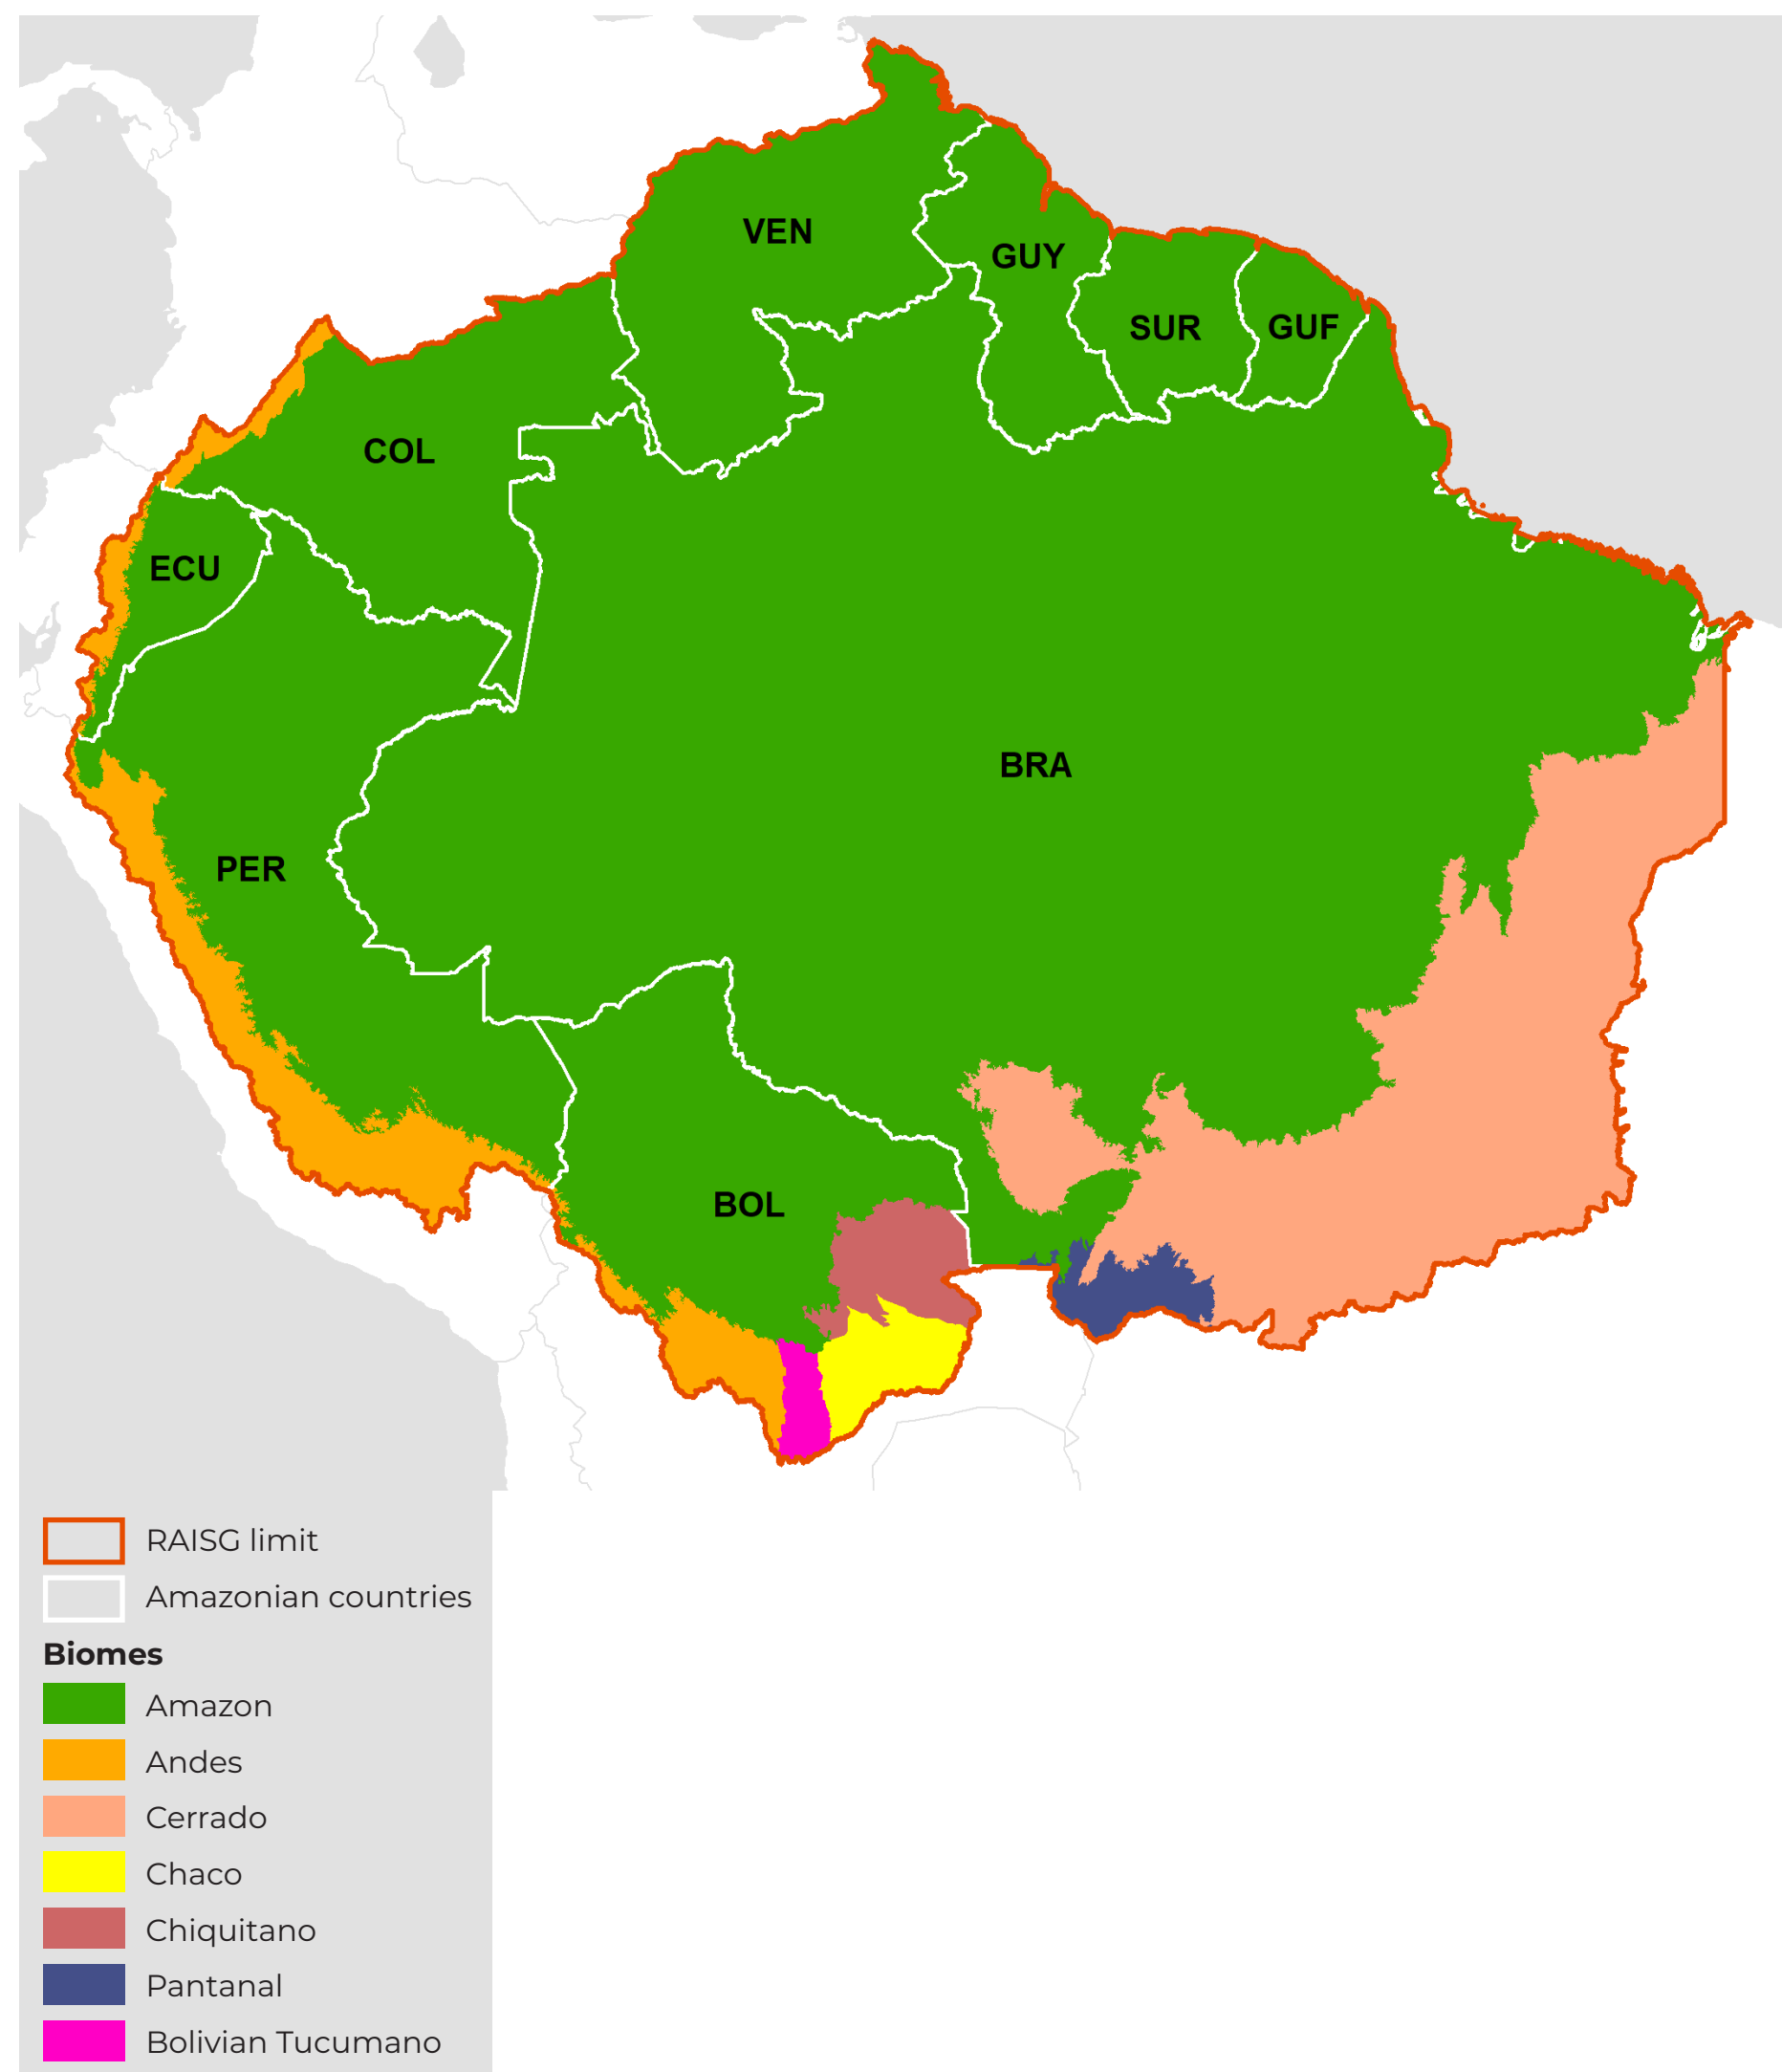 VEN
GUY
SUR
GUF
COL
ECU
BRA
PER
BOL
RAISG limit
Amazonian countries
Biomes
Amazon
Andes
Cerrado
Chaco
Chiquitano
Pantanal
Bolivian Tucumano